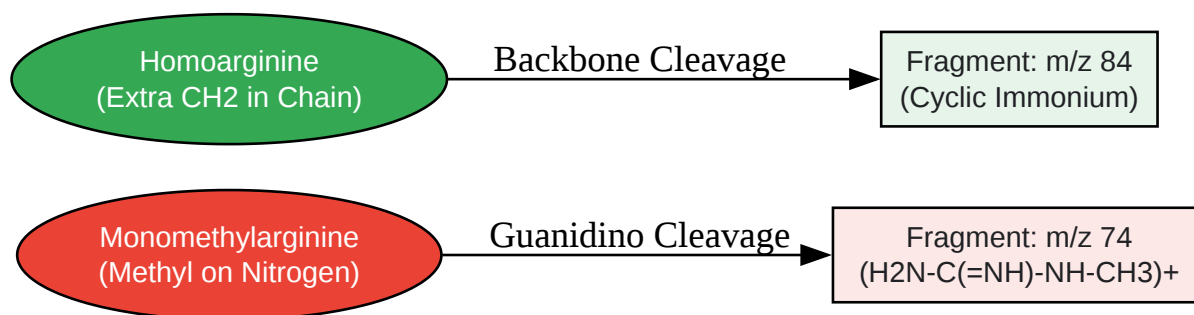 Homoarginine
(Extra CH2 in Chain)
Backbone Cleavage
Fragment: m/z 84
(Cyclic Immonium)
Monomethylarginine
(Methyl on Nitrogen)
Guanidino Cleavage
Fragment: m/z 74
(H2N-C(=NH)-NH-CH3)+